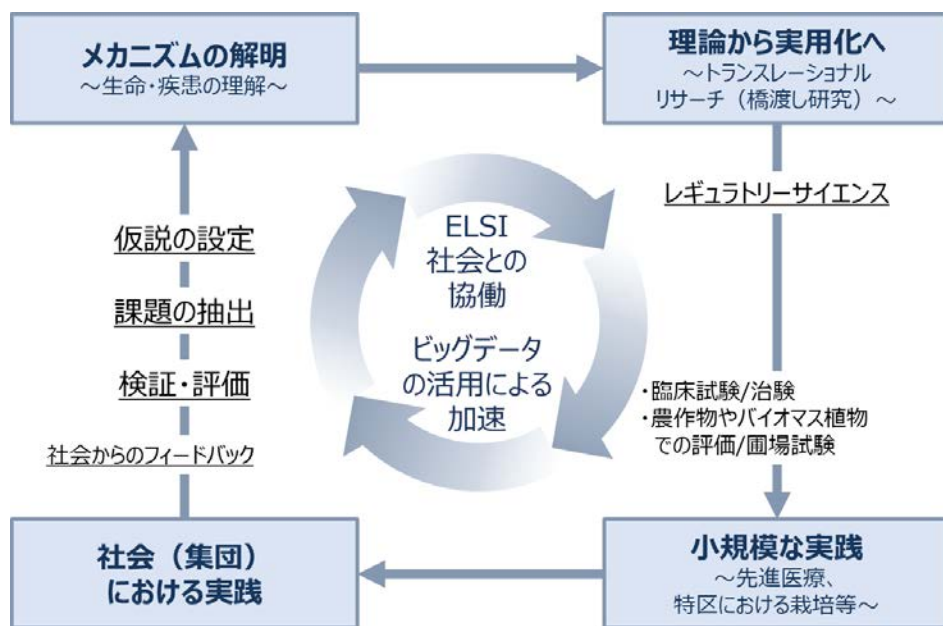 メカニズムの解明
～生命・疾患の理解～
理論から実用化へ
～トランスレーショナル
リサーチ（橋渡し研究）～
レギュラトリーサイエンス
仮説の設定
課題の抽出
検証・評価
社会からのフィードバック
ELSI
社会との
協働
ビッグデータ
の活用による
加速
・臨床試験/治験
・農作物やバイオマス植物
での評価/圃場試験
社会（集団）
における実践
小規模な実践
～先進医療、
特区における栽培等～